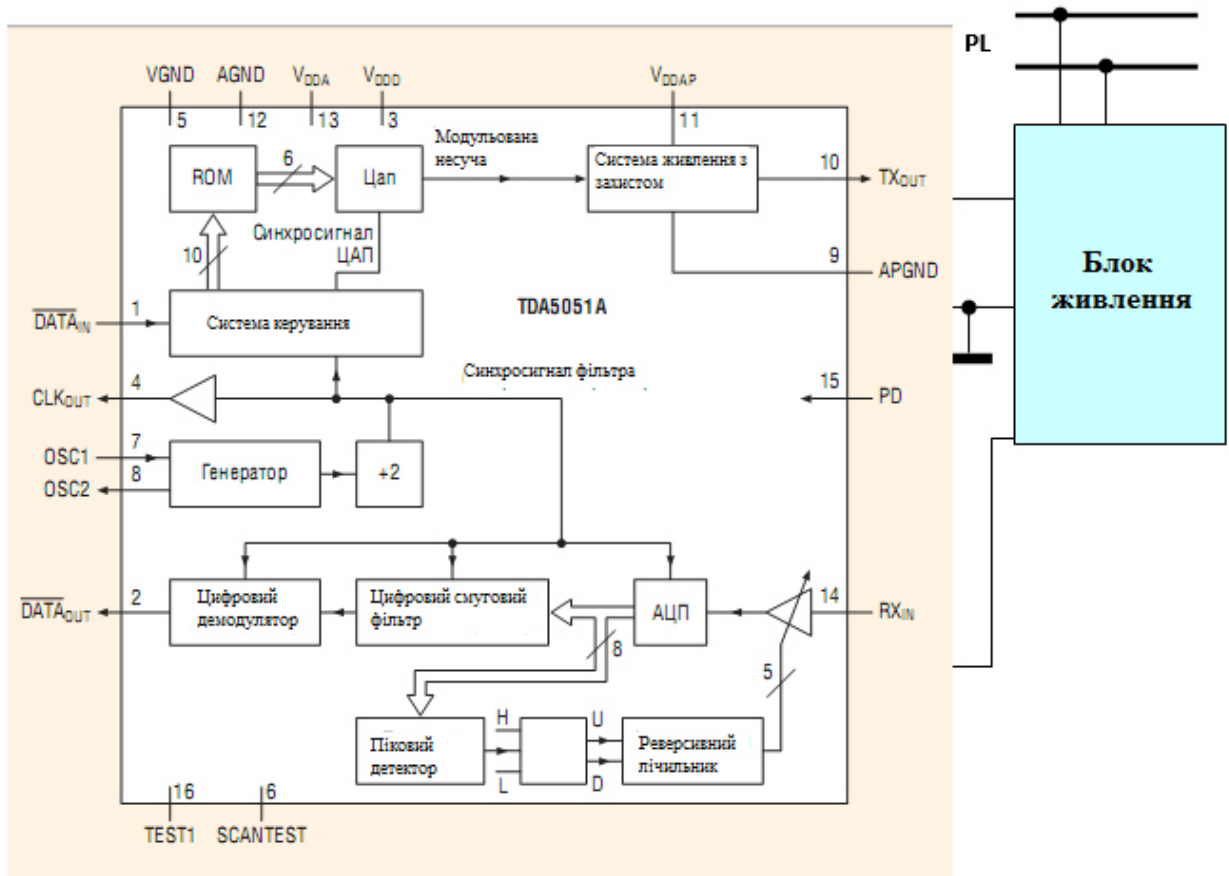 PL
VGND AGND VDDA VDDD VDDAP
5 12 13 3 11
Модульована
несуча
ROM
6
Цап
Система живлення з
захистом
10
TXOUT
Синхросигнал
ЦАП
10
9
APGND
Блок
живлення
DATAIN
1
Система керування
TDA5051A
Синхросигнал фільтра
CLKOUT
4
15
PD
OSC1
7
OSC2
8
Генератор
+2
DATAOUT
2
Цифровий
демодулятор
Цифровий смуговий
фільтр
АЦП
14
RXIN
8
5
Піковий
детектор
H
L
U
D
Реверсивний
лічильник
16 6
TEST1 SCANTEST